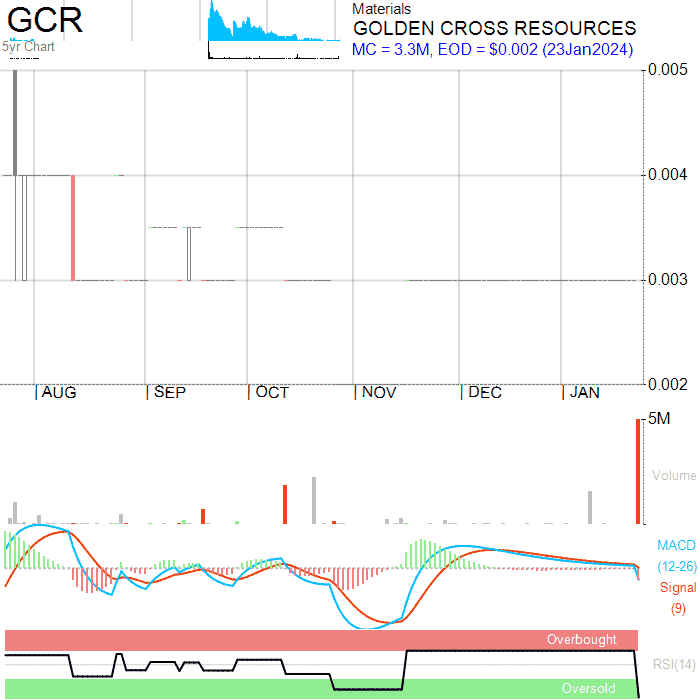 GCR
5yr Chart
Materials
GOLDEN CROSS RESOURCES
MC = 3.3M, EOD = $0.002 (23Jan2024)
0.005
0.004
0.003
0.002
AUG SEP OCT NOV DEC JAN
5M
Volume
MACD
(12-26)
Signal
(9)
Overbought
RSI(14)
Oversold